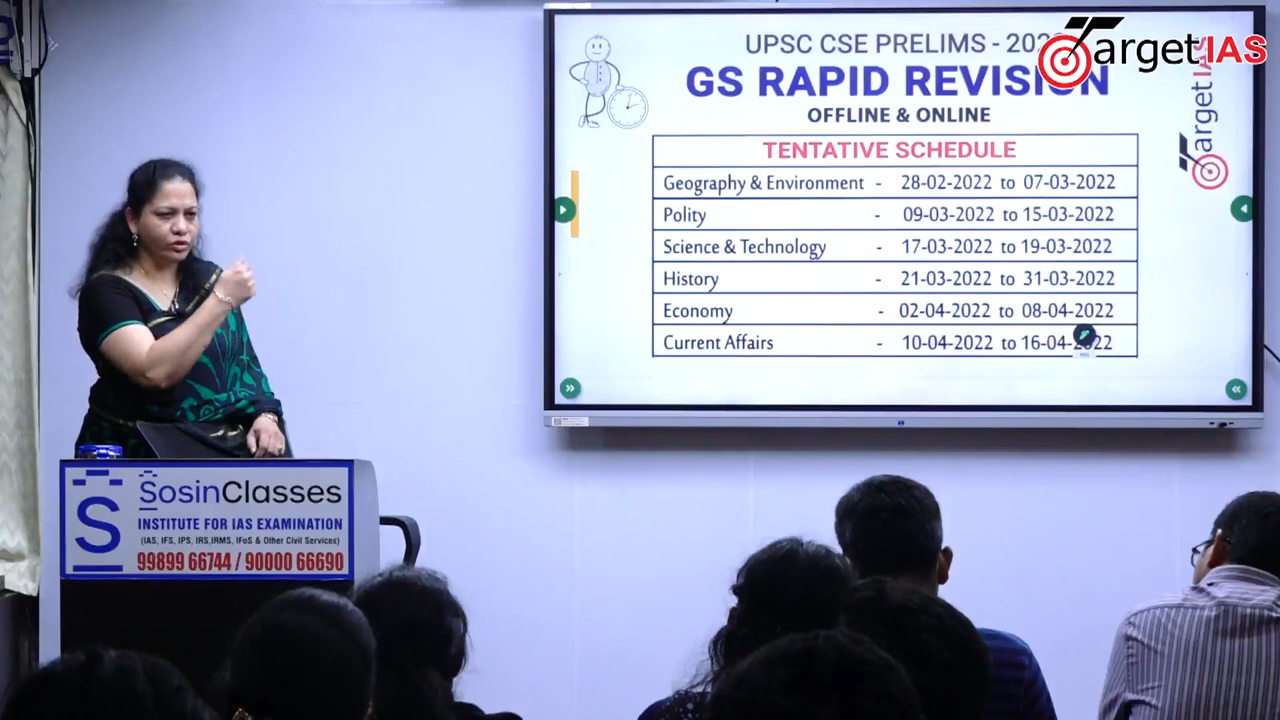 UPSC CSE PRELIMS - 202
TargetIAS
GS RAPID REVISION
OFFLINE & ONLINE
TargetIAS
TENTATIVE SCHEDULE
Geography & Environment - 28-02-2022 to 07-03-2022
Polity - 09-03-2022 to 15-03-2022
Science & Technology - 17-03-2022 to 19-03-2022
History - 21-03-2022 to 31-03-2022
Economy - 02-04-2022 to 08-04-2022
Current Affairs - 10-04-2022 to 16-04-2022
S
SosinClasses
INSTITUTE FOR IAS EXAMINATION
(IAS, IFS, IPS, IRS,IRMS, IFoS & Other Civil Services)
99899 66744 / 90000 66690